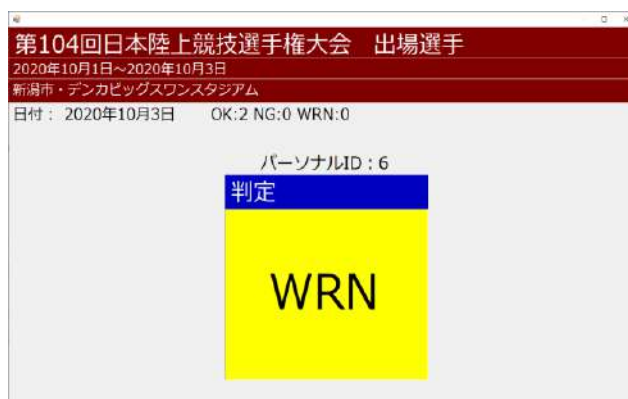 第104回日本陸上競技選手権大会　出場選手
2020年10月1日～2020年10月3日
新潟市・デンカビッグスワンスタジアム
日付： 2020年10月3日　　OK:2 NG:0 WRN:0
パーソナルID：6
判定
WRN